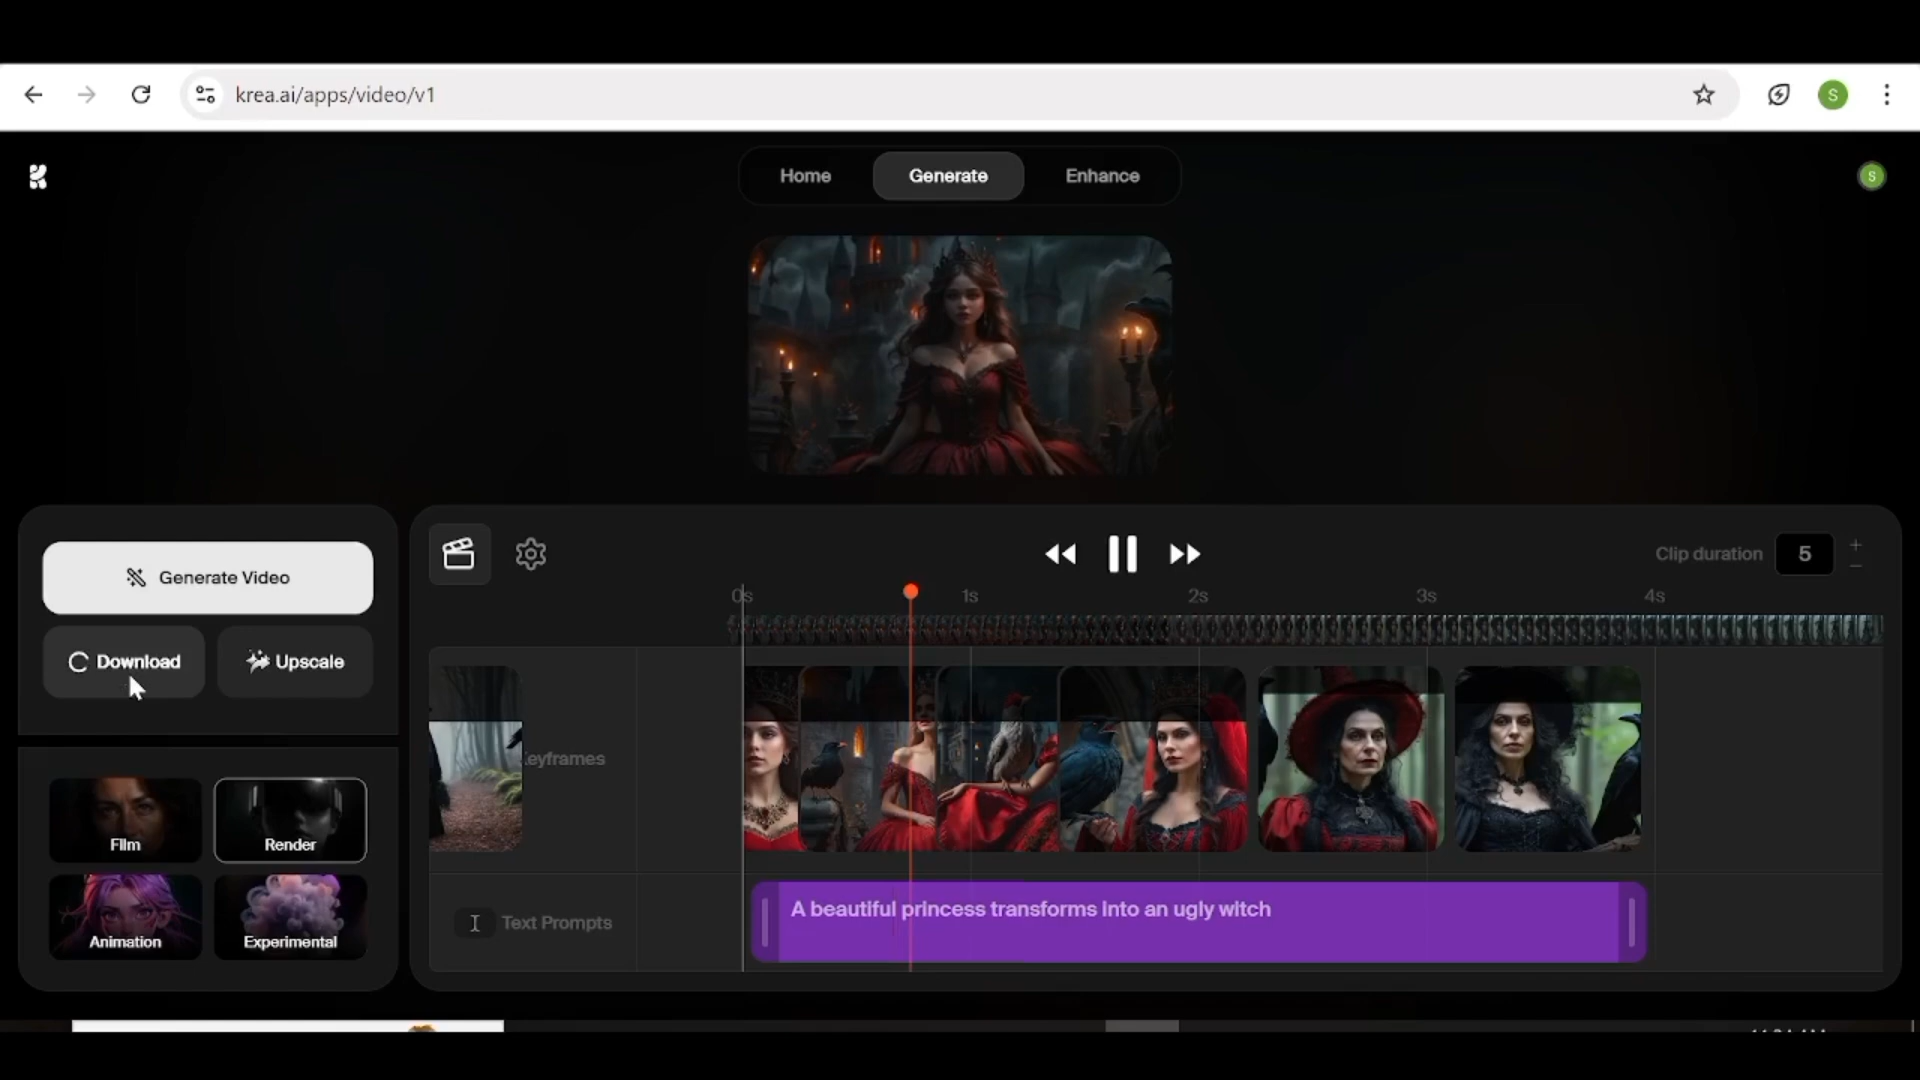 krea.ai/apps/video/v1
S
Home
Generate
Enhance
S
Generate Video
Download
Upscale
Clip duration
5
0s
1s
2s
3s
4s
eyframes
Film
Render
Animation
Experimental
Text Prompts
A beautiful princess transforms into an ugly witch